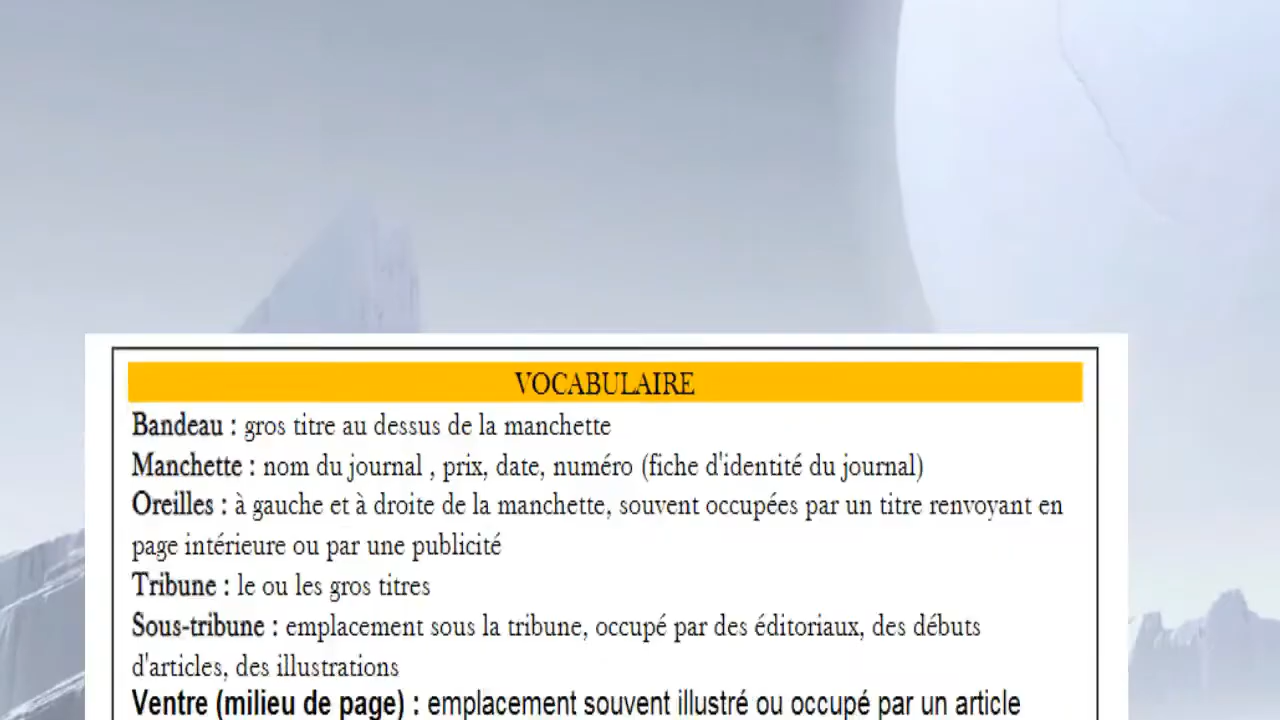 VOCABULAIRE
Bandeau : gros titre au dessus de la manchette
Manchette : nom du journal , prix, date, numéro (fiche d'identité du journal)
Oreilles : à gauche et à droite de la manchette, souvent occupées par un titre renvoyant en
page intérieure ou par une publicité
Tribune : le ou les gros titres
Sous-tribune : emplacement sous la tribune, occupé par des éditoriaux, des débuts
d'articles, des illustrations
Ventre (milieu de page) : emplacement souvent illustré ou occupé par un article